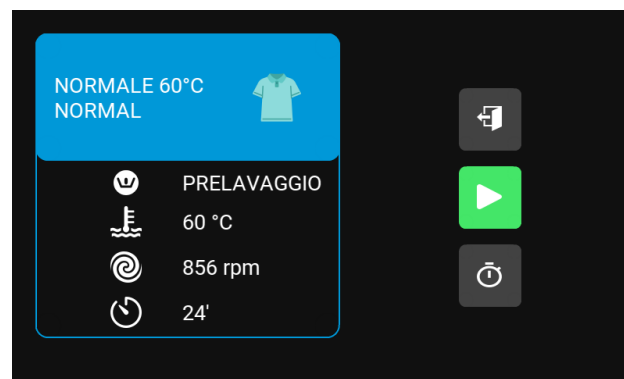 NORMALE 60°C
NORMAL
PRELAVAGGIO
60 °C
856 rpm
24'